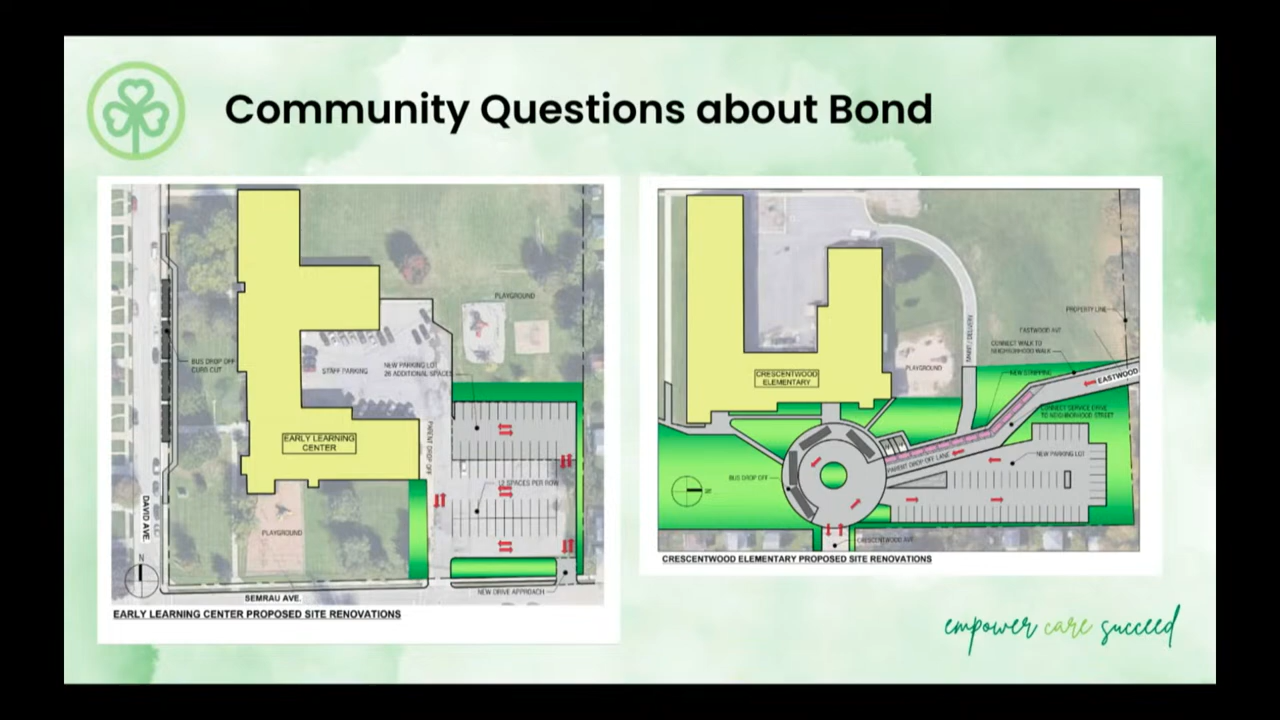 Community Questions about Bond
PLAYGROUND
BUS DROP OFF
CURB CUT
STAFF PARKING
NEW PARKING LOT
26 ADDITIONAL SPACES
PARENT DROP OFF
EARLY LEARNING
CENTER
12 SPACES PER ROW
DAVID AVE.
PLAYGROUND
N
NEW DRIVE APPROACH
SEMRAU AVE.
EARLY LEARNING CENTER PROPOSED SITE RENOVATIONS
PROPERTY LINE
EASTWOOD AVE
CONNECT WALK TO
NEIGHBORHOOD WALK
PLAYGROUND
NEW STRIPPING
EASTWOOD
CRESCENTWOOD
ELEMENTARY
CONNECT SERVICE DRIVE
TO NEIGHBORHOOD STREET
PARENT DROP OFF LANE
NEW PARKING LOT
BUS DROP OFF
N
CRESCENTWOOD AVE
CRESCENTWOOD ELEMENTARY PROPOSED SITE RENOVATIONS
empower care succeed